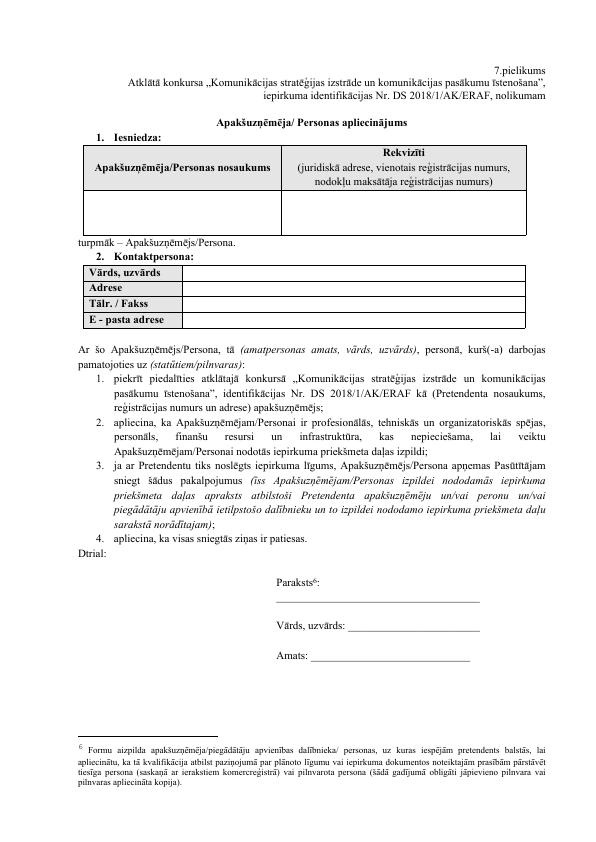 7.pielikums
Atklātā konkursa „Komunikācijas stratēģijas izstrāde un komunikācijas pasākumu īstenošana”,
iepirkuma identifikācijas Nr. DS 2018/1/AK/ERAF, nolikumam
Apakšuzņēmēja/ Personas apliecinājums
1. Iesniedza:
Apakšuzņēmēja/Personas nosaukums
Rekvizīti
(juridiskā adrese, vienotais reģistrācijas numurs,
nodokļu maksātāja reģistrācijas numurs)
turpmāk – Apakšuzņēmējs/Persona.
2. Kontaktpersona:
Vārds, uzvārds
Adrese
Tālr. / Fakss
E - pasta adrese
Ar šo Apakšuzņēmējs/Persona, tā (amatpersonas amats, vārds, uzvārds), personā, kurš(-a) darbojas
pamatojoties uz (statūtiem/pilnvaras):
1. piekrīt piedalīties atklātajā konkursā „Komunikācijas stratēģijas izstrāde un komunikācijas
pasākumu īstenošana”, identifikācijas Nr. DS 2018/1/AK/ERAF kā (Pretendenta nosaukums,
reģistrācijas numurs un adrese) apakšuzņēmējs;
2. apliecina, ka Apakšuzņēmējam/Personai ir profesionālās, tehniskās un organizatoriskās spējas,
personāls, finanšu resursi un infrastruktūra, kas nepieciešama, lai veiktu
Apakšuzņēmējam/Personai nodotās iepirkuma priekšmeta daļas izpildi;
3. ja ar Pretendentu tiks noslēgts iepirkuma līgums, Apakšuzņēmējs/Persona apņemas Pasūtītājam
sniegt šādus pakalpojumus (īss Apakšuzņēmējam/Personas izpildei nododamās iepirkuma
priekšmeta daļas apraksts atbilstoši Pretendenta apakšuzņēmēju un/vai peronu un/vai
piegādātāju apvienībā ietilpstošo dalībnieku un to izpildei nododamo iepirkuma priekšmeta daļu
sarakstā norādītajam);
4. apliecina, ka visas sniegtās ziņas ir patiesas.
Dtrial:
Paraksts⁶:
_____________________________________
Vārds, uzvārds: ________________________
Amats: _____________________________
⁶ Formu aizpilda apakšuzņēmēja/piegādātāju apvienības dalībnieka/ personas, uz kuras iespējām pretendents balstās, lai
apliecinātu, ka tā kvalifikācija atbilst paziņojumā par plānoto līgumu vai iepirkuma dokumentos noteiktajām prasībām pārstāvēt
tiesīga persona (saskaņā ar ierakstiem komercreģistrā) vai pilnvarota persona (šādā gadījumā obligāti jāpievieno pilnvara vai
pilnvaras apliecināta kopija).